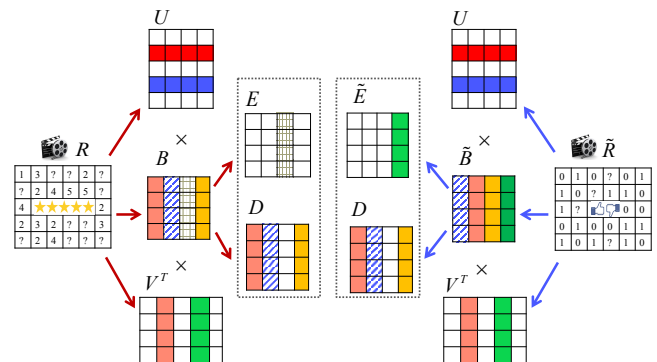 U
×
R
1 3 ? ? 2 ?
? 2 4 5 5 ?
4 2
2 3 2 ? ? 3
? 2 4 ? ? ?
B
×
V^T
E
D
Ẽ
D
U
×
B̃
×
V^T
R̃
0 1 0 ? 0 1
1 0 ? 1 1 0
1 ? 0 0
0 1 0 0 1 0
1 0 1 ? 1 0